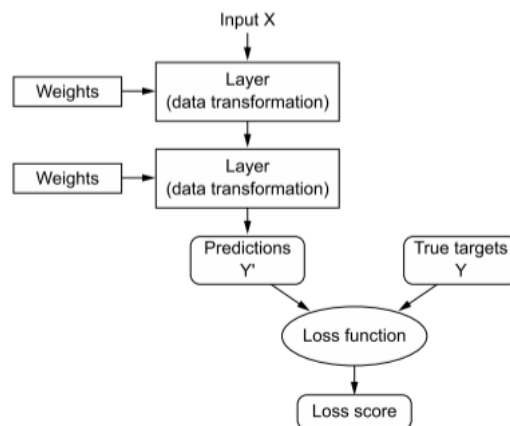 Input X
Layer
(data transformation)
Weights
Layer
(data transformation)
Weights
Predictions
Y'
True targets
Y
Loss function
Loss score